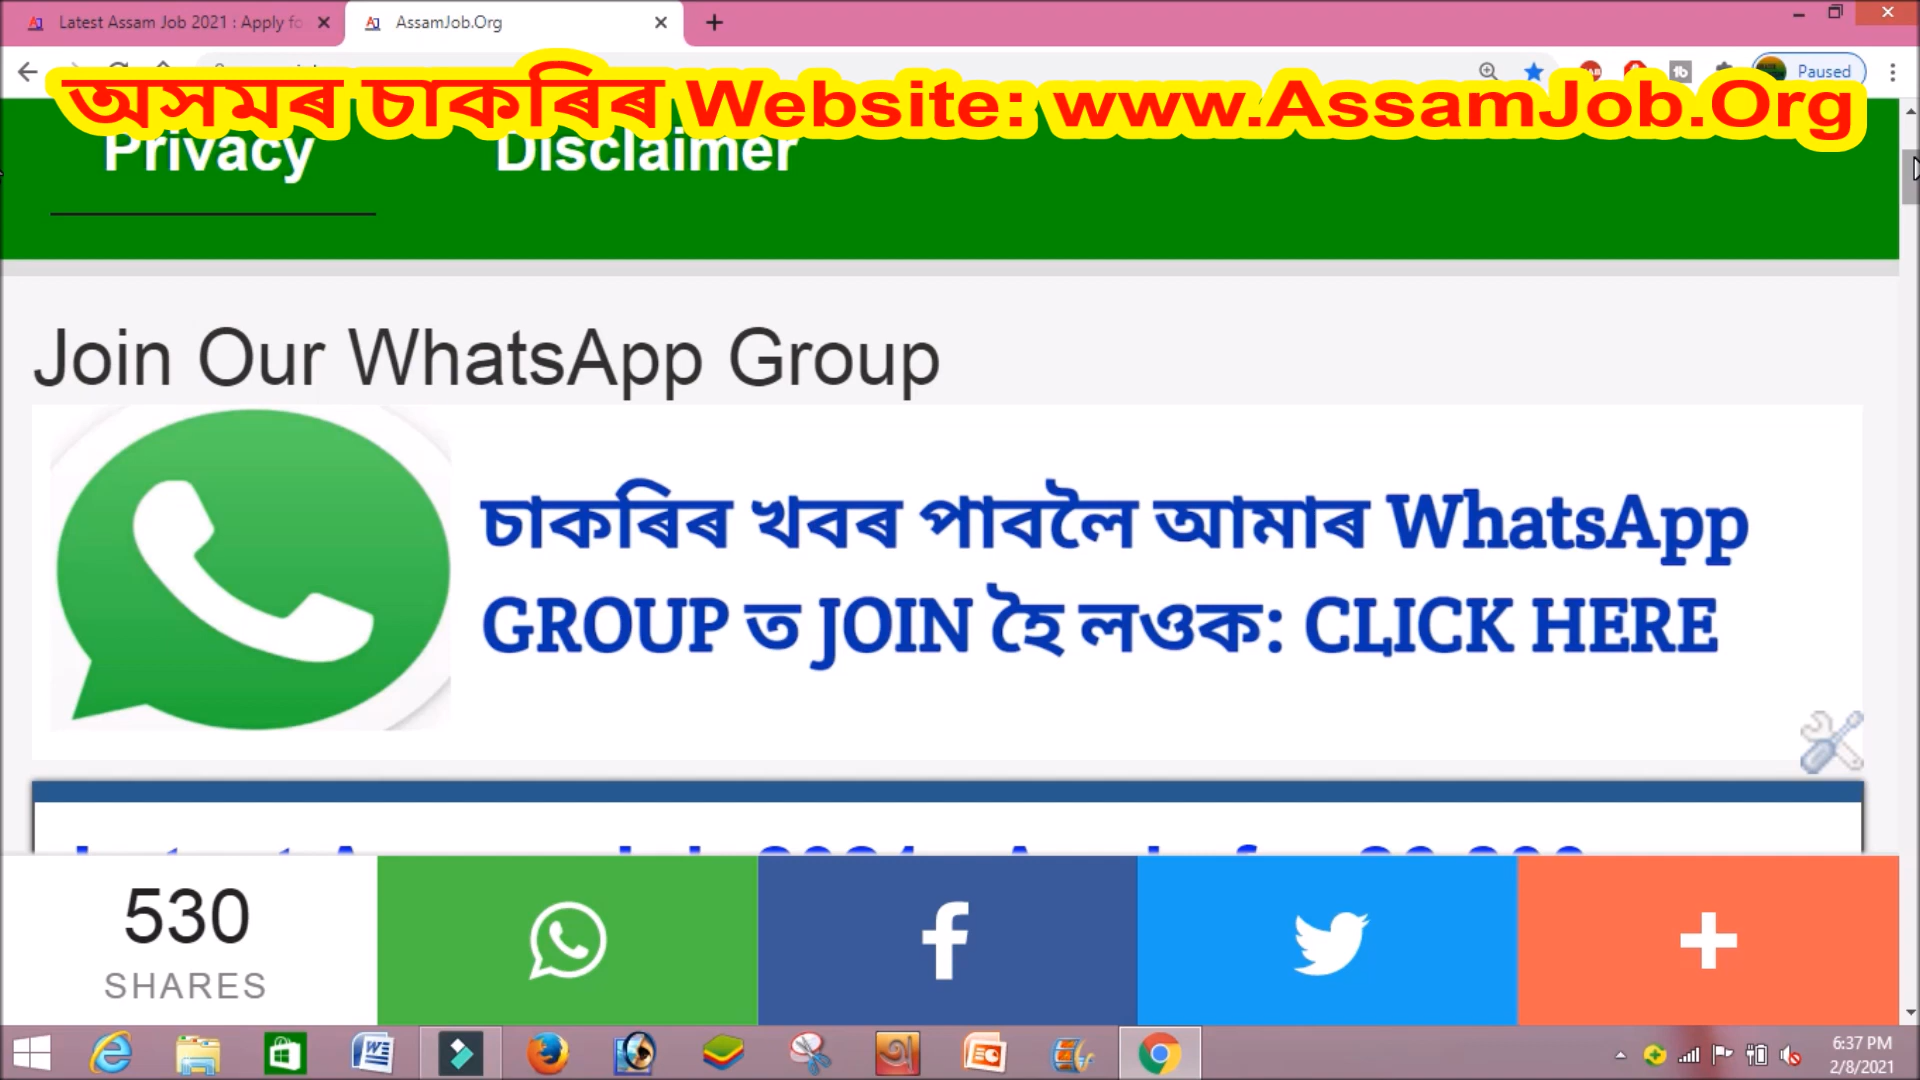 Latest Assam Job 2021 : Apply fo
AssamJob.Org
Paused
অসমৰ চাকৰিৰ Website: www.AssamJob.Org
Privacy Disclaimer
Join Our WhatsApp Group
চাকৰিৰ খবৰ পাবলৈ আমাৰ WhatsApp
GROUP ত JOIN হৈ লওক: CLICK HERE
530
SHARES
6:37 PM
2/8/2021